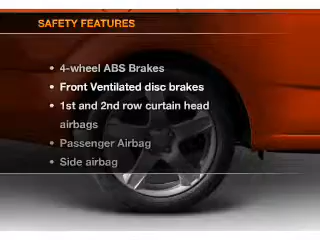 SAFETY FEATURES
• 4-wheel ABS Brakes
• Front Ventilated disc brakes
• 1st and 2nd row curtain head
airbags
• Passenger Airbag
• Side airbag